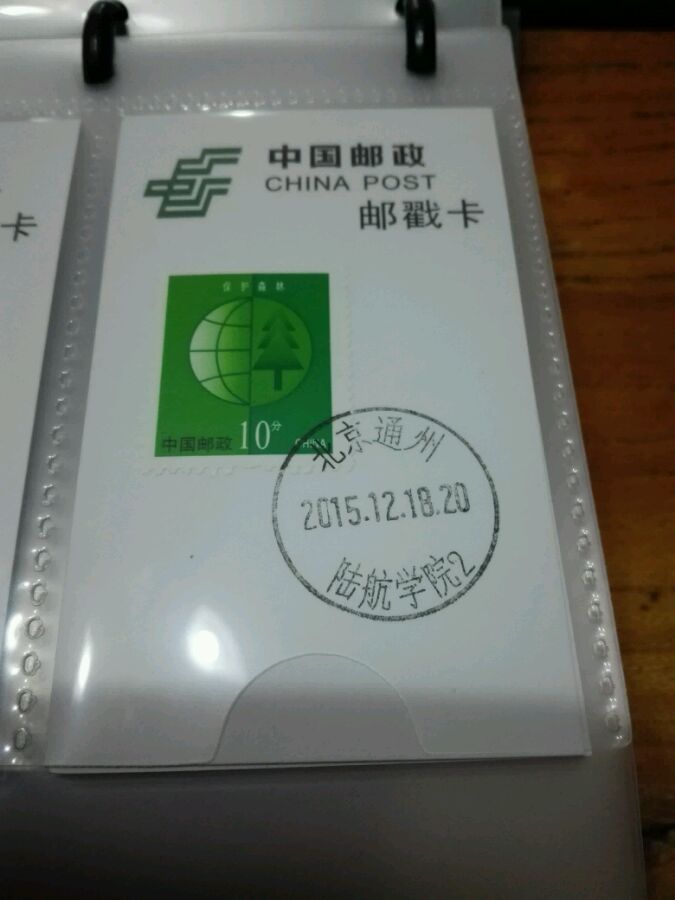 中国邮政
CHINA POST
邮戳卡
卡
保护森林
中国邮政 10分 CHINA
北京通州
2015.12.18.20
陆航学院2